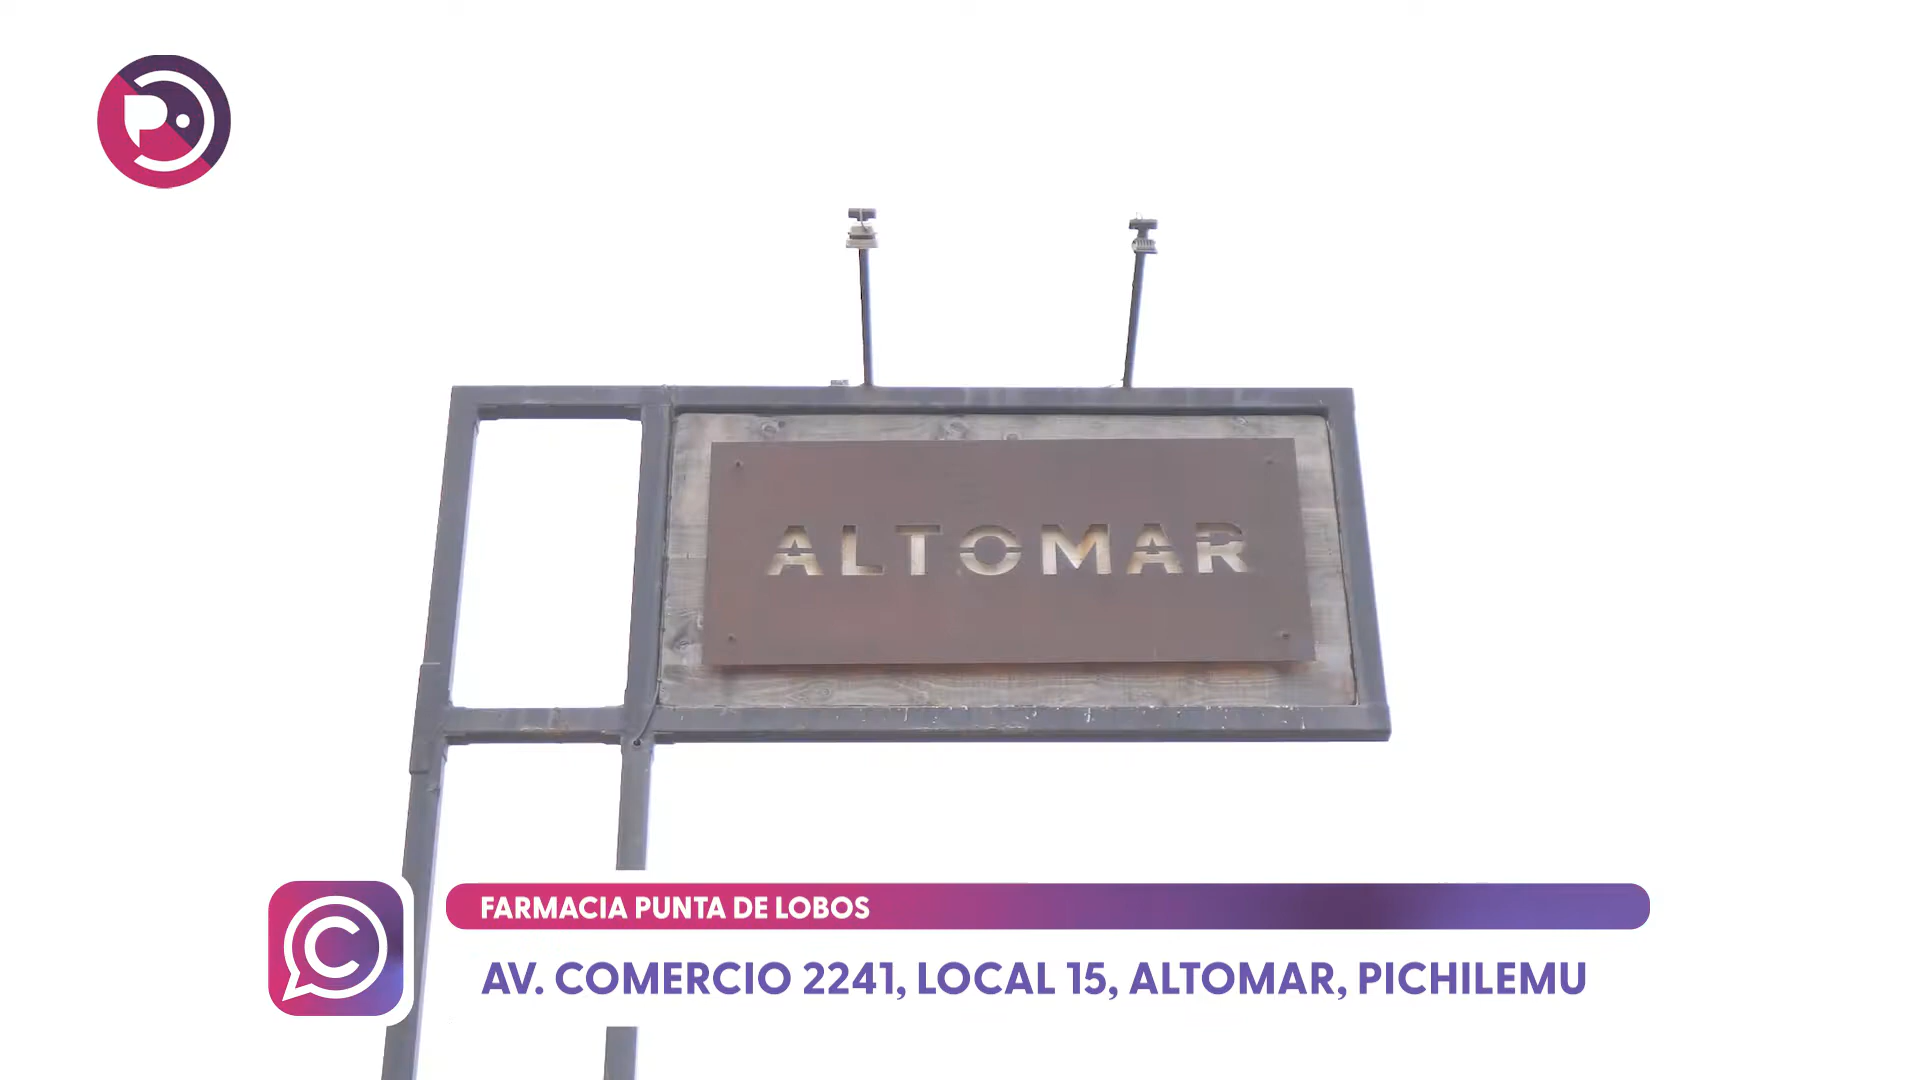 P
ALTOMAR
C
FARMACIA PUNTA DE LOBOS
AV. COMERCIO 2241, LOCAL 15, ALTOMAR, PICHILEMU